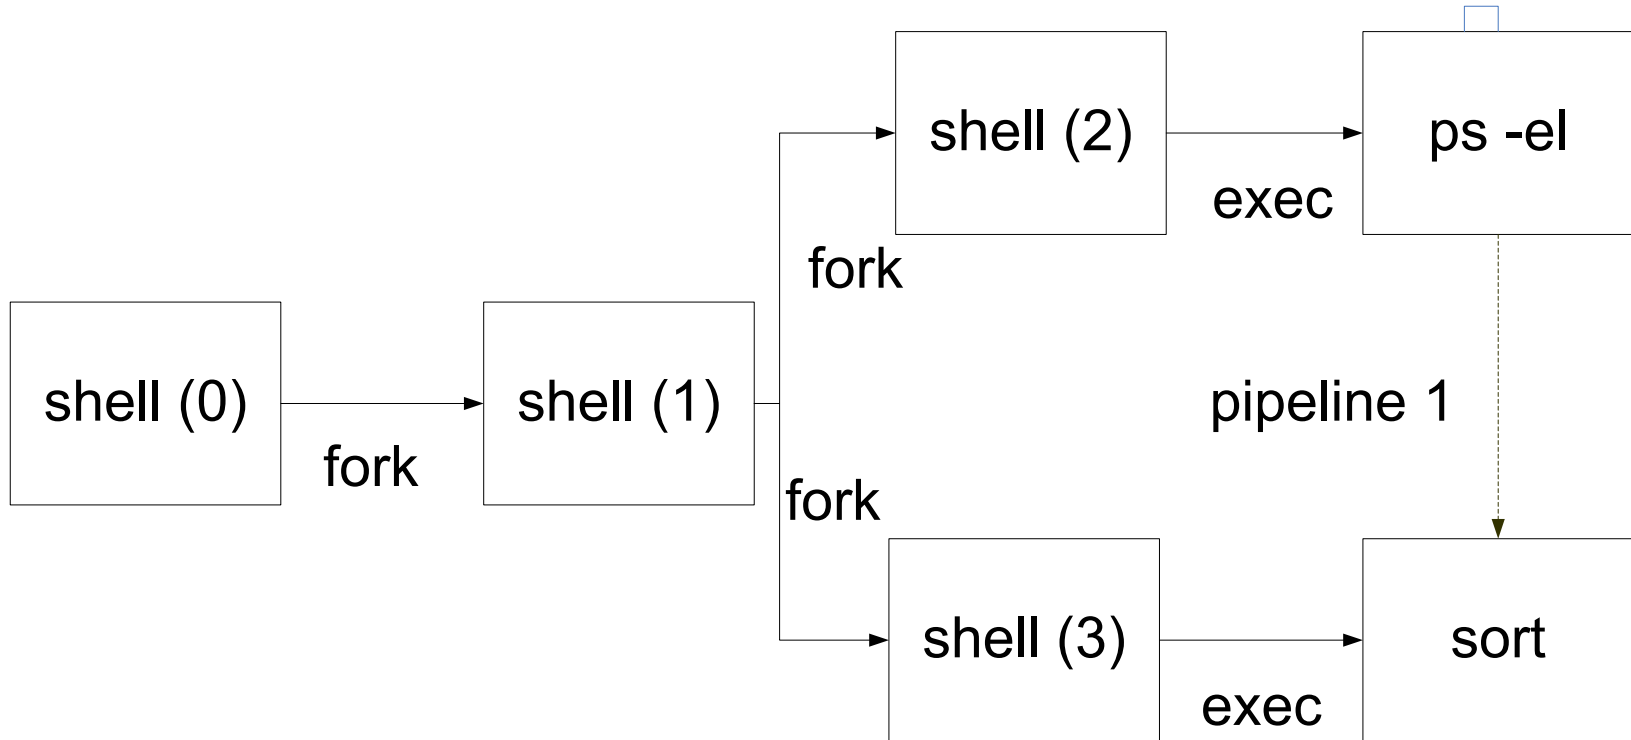 shell (2)
ps -el
exec
fork
shell (0)
shell (1)
pipeline 1
fork
fork
shell (3)
sort
exec